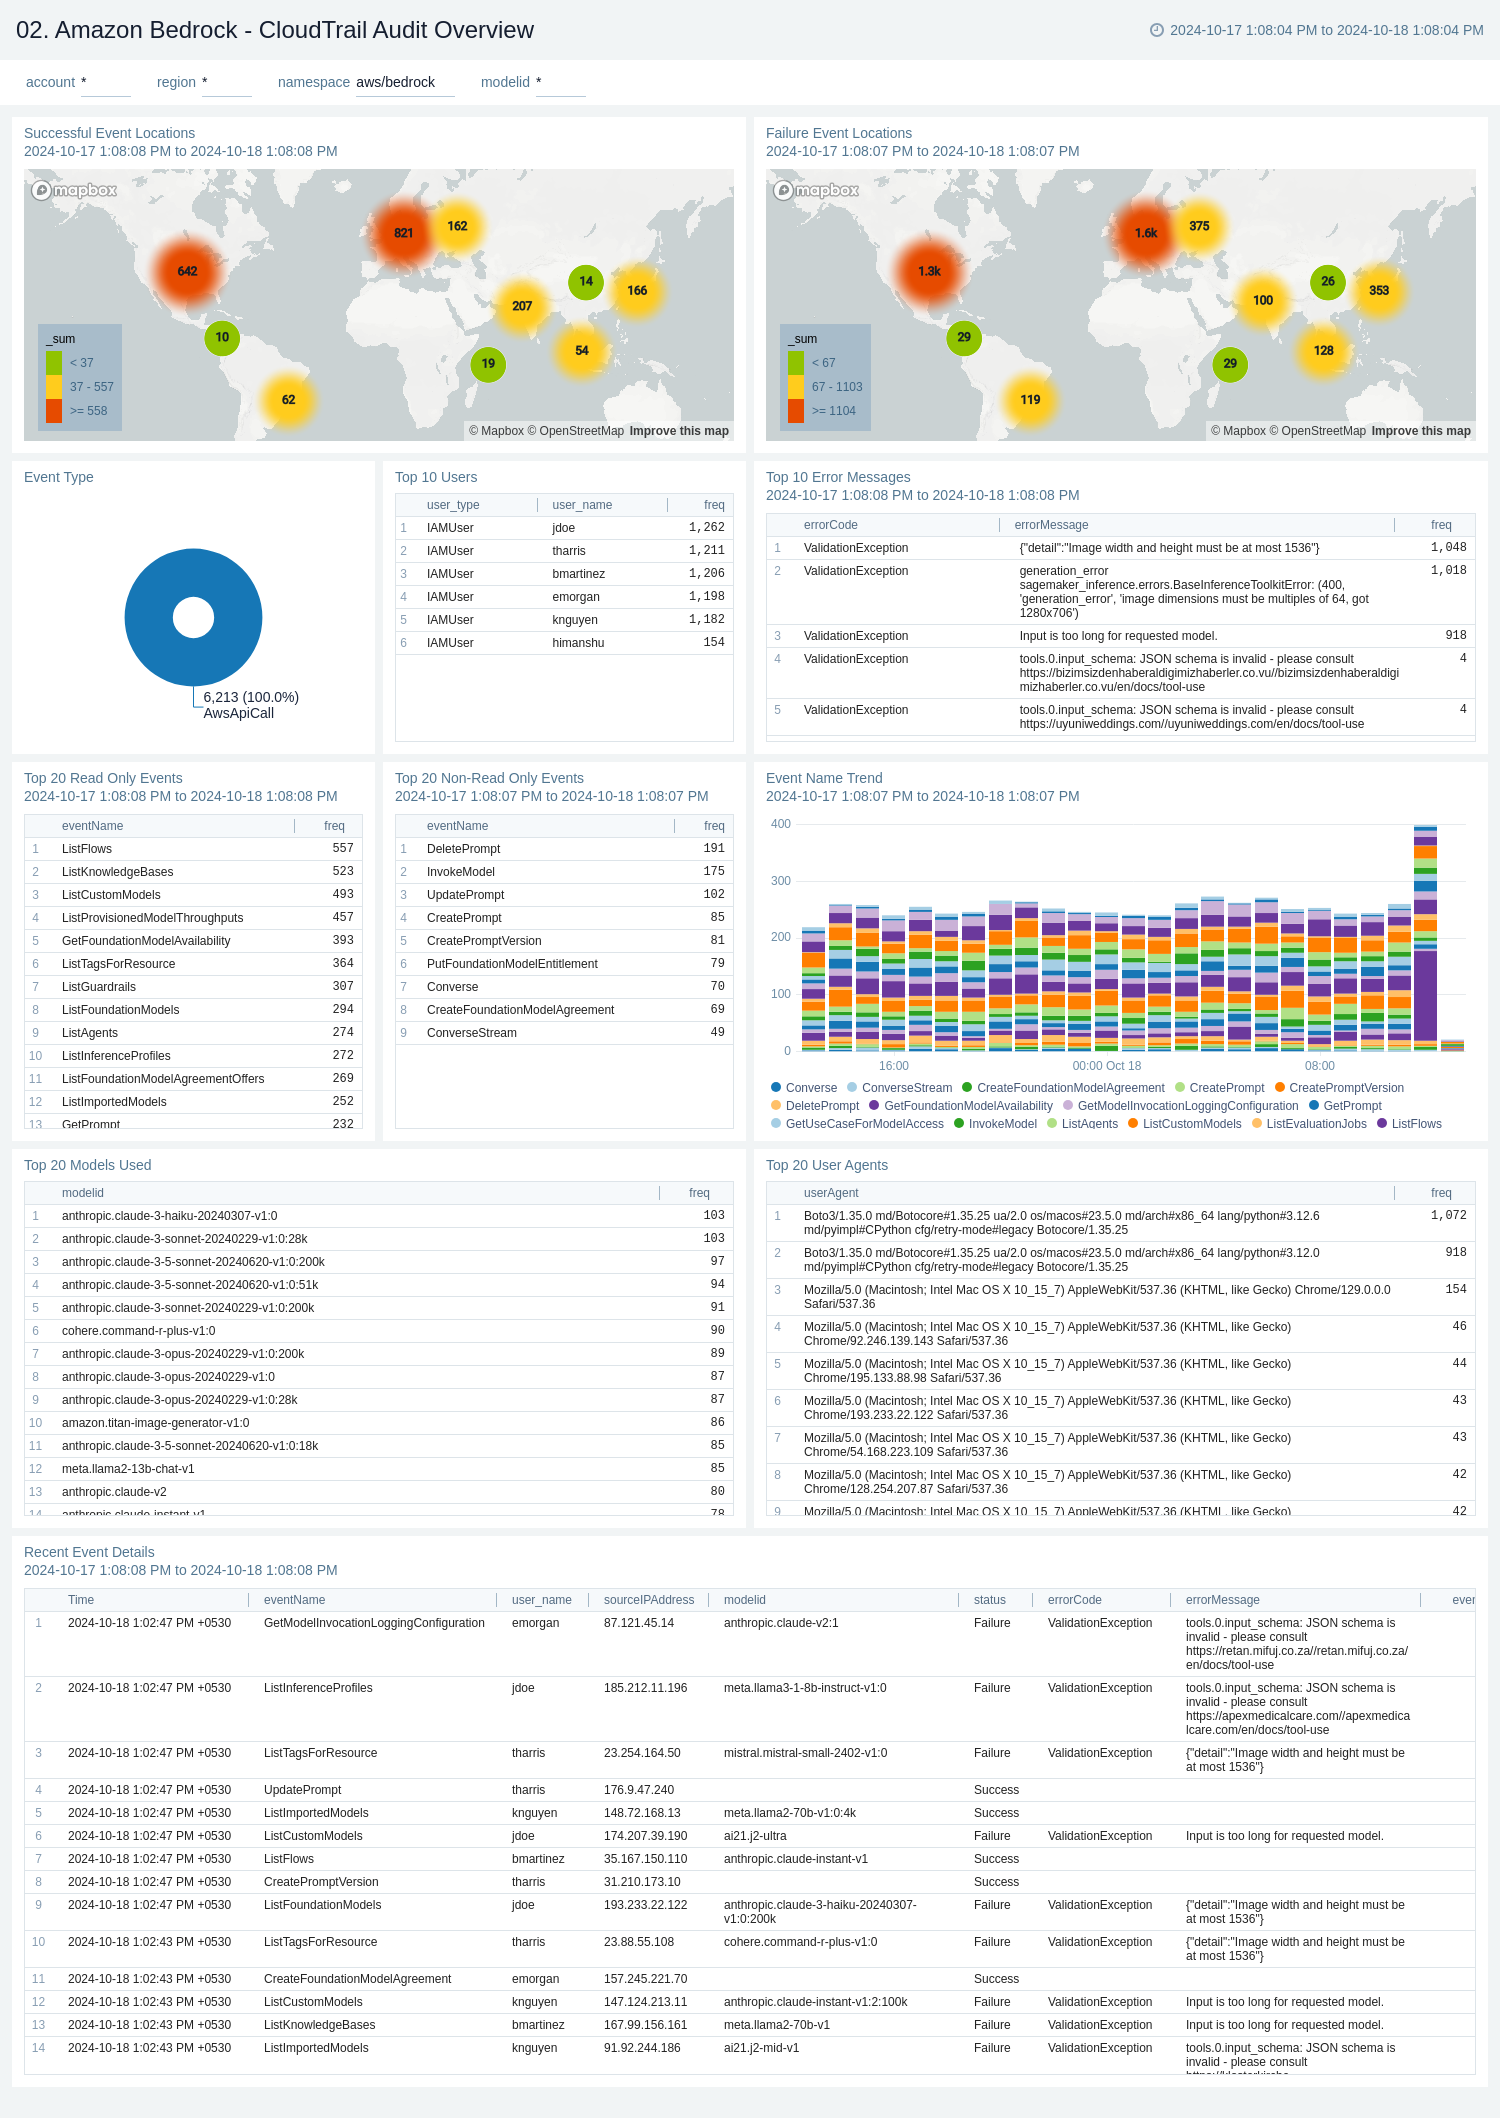 02. Amazon Bedrock - CloudTrail Audit Overview
2024-10-17 1:08:04 PM to 2024-10-18 1:08:04 PM
account * region * namespace aws/bedrock modelid *
Successful Event Locations
2024-10-17 1:08:08 PM to 2024-10-18 1:08:08 PM
mapbox
821
162
642
14
166
207
10
54
19
62
_sum
< 37
37 - 557
>= 558
© Mapbox © OpenStreetMap Improve this map
Failure Event Locations
2024-10-17 1:08:07 PM to 2024-10-18 1:08:07 PM
mapbox
1.6k
375
1.3k
26
353
100
29
128
29
119
_sum
< 67
67 - 1103
>= 1104
© Mapbox © OpenStreetMap Improve this map
Event Type
6,213 (100.0%)
AwsApiCall
Top 10 Users
user_type user_name freq
1 IAMUser jdoe 1,262
2 IAMUser tharris 1,211
3 IAMUser bmartinez 1,206
4 IAMUser emorgan 1,198
5 IAMUser knguyen 1,182
6 IAMUser himanshu 154
Top 10 Error Messages
2024-10-17 1:08:08 PM to 2024-10-18 1:08:08 PM
errorCode errorMessage freq
1 ValidationException {"detail":"Image width and height must be at most 1536"} 1,048
2 ValidationException generation_error 1,018
sagemaker_inference.errors.BaseInferenceToolkitError: (400,
'generation_error', 'image dimensions must be multiples of 64, got
1280x706')
3 ValidationException Input is too long for requested model. 918
4 ValidationException tools.0.input_schema: JSON schema is invalid - please consult 4
https://bizimsizdenhaberaldigimizhaberler.co.vu//bizimsizdenhaberaldigi
mizhaberler.co.vu/en/docs/tool-use
5 ValidationException tools.0.input_schema: JSON schema is invalid - please consult 4
https://uyuniweddings.com//uyuniweddings.com/en/docs/tool-use
Top 20 Read Only Events
2024-10-17 1:08:08 PM to 2024-10-18 1:08:08 PM
eventName freq
1 ListFlows 557
2 ListKnowledgeBases 523
3 ListCustomModels 493
4 ListProvisionedModelThroughputs 457
5 GetFoundationModelAvailability 393
6 ListTagsForResource 364
7 ListGuardrails 307
8 ListFoundationModels 294
9 ListAgents 274
10 ListInferenceProfiles 272
11 ListFoundationModelAgreementOffers 269
12 ListImportedModels 252
13 GetPrompt 232
Top 20 Non-Read Only Events
2024-10-17 1:08:07 PM to 2024-10-18 1:08:07 PM
eventName freq
1 DeletePrompt 191
2 InvokeModel 175
3 UpdatePrompt 102
4 CreatePrompt 85
5 CreatePromptVersion 81
6 PutFoundationModelEntitlement 79
7 Converse 70
8 CreateFoundationModelAgreement 69
9 ConverseStream 49
Event Name Trend
2024-10-17 1:08:07 PM to 2024-10-18 1:08:07 PM
400
300
200
100
0
16:00 00:00 Oct 18 08:00
Converse ConverseStream CreateFoundationModelAgreement CreatePrompt CreatePromptVersion
DeletePrompt GetFoundationModelAvailability GetModelInvocationLoggingConfiguration GetPrompt
GetUseCaseForModelAccess InvokeModel ListAgents ListCustomModels ListEvaluationJobs ListFlows
Top 20 Models Used
modelid freq
1 anthropic.claude-3-haiku-20240307-v1:0 103
2 anthropic.claude-3-sonnet-20240229-v1:0:28k 103
3 anthropic.claude-3-5-sonnet-20240620-v1:0:200k 97
4 anthropic.claude-3-5-sonnet-20240620-v1:0:51k 94
5 anthropic.claude-3-sonnet-20240229-v1:0:200k 91
6 cohere.command-r-plus-v1:0 90
7 anthropic.claude-3-opus-20240229-v1:0:200k 89
8 anthropic.claude-3-opus-20240229-v1:0 87
9 anthropic.claude-3-opus-20240229-v1:0:28k 87
10 amazon.titan-image-generator-v1:0 86
11 anthropic.claude-3-5-sonnet-20240620-v1:0:18k 85
12 meta.llama2-13b-chat-v1 85
13 anthropic.claude-v2 80
14 anthropic.claude-instant-v1 78
Top 20 User Agents
userAgent freq
1 Boto3/1.35.0 md/Botocore#1.35.25 ua/2.0 os/macos#23.5.0 md/arch#x86_64 lang/python#3.12.6 1,072
md/pyimpl#CPython cfg/retry-mode#legacy Botocore/1.35.25
2 Boto3/1.35.0 md/Botocore#1.35.25 ua/2.0 os/macos#23.5.0 md/arch#x86_64 lang/python#3.12.0 918
md/pyimpl#CPython cfg/retry-mode#legacy Botocore/1.35.25
3 Mozilla/5.0 (Macintosh; Intel Mac OS X 10_15_7) AppleWebKit/537.36 (KHTML, like Gecko) Chrome/129.0.0.0 154
Safari/537.36
4 Mozilla/5.0 (Macintosh; Intel Mac OS X 10_15_7) AppleWebKit/537.36 (KHTML, like Gecko) 46
Chrome/92.246.139.143 Safari/537.36
5 Mozilla/5.0 (Macintosh; Intel Mac OS X 10_15_7) AppleWebKit/537.36 (KHTML, like Gecko) 44
Chrome/195.133.88.98 Safari/537.36
6 Mozilla/5.0 (Macintosh; Intel Mac OS X 10_15_7) AppleWebKit/537.36 (KHTML, like Gecko) 43
Chrome/193.233.22.122 Safari/537.36
7 Mozilla/5.0 (Macintosh; Intel Mac OS X 10_15_7) AppleWebKit/537.36 (KHTML, like Gecko) 43
Chrome/54.168.223.109 Safari/537.36
8 Mozilla/5.0 (Macintosh; Intel Mac OS X 10_15_7) AppleWebKit/537.36 (KHTML, like Gecko) 42
Chrome/128.254.207.87 Safari/537.36
9 Mozilla/5.0 (Macintosh; Intel Mac OS X 10_15_7) AppleWebKit/537.36 (KHTML, like Gecko) 42
Recent Event Details
2024-10-17 1:08:08 PM to 2024-10-18 1:08:08 PM
Time eventName user_name sourceIPAddress modelid status errorCode errorMessage ever
1 2024-10-18 1:02:47 PM +0530 GetModelInvocationLoggingConfiguration emorgan 87.121.45.14 anthropic.claude-v2:1 Failure ValidationException tools.0.input_schema: JSON schema is
invalid - please consult
https://retan.mifuj.co.za//retan.mifuj.co.za/
en/docs/tool-use
2 2024-10-18 1:02:47 PM +0530 ListInferenceProfiles jdoe 185.212.11.196 meta.llama3-1-8b-instruct-v1:0 Failure ValidationException tools.0.input_schema: JSON schema is
invalid - please consult
https://apexmedicalcare.com//apexmedica
lcare.com/en/docs/tool-use
3 2024-10-18 1:02:47 PM +0530 ListTagsForResource tharris 23.254.164.50 mistral.mistral-small-2402-v1:0 Failure ValidationException {"detail":"Image width and height must be
at most 1536"}
4 2024-10-18 1:02:47 PM +0530 UpdatePrompt tharris 176.9.47.240 Success
5 2024-10-18 1:02:47 PM +0530 ListImportedModels knguyen 148.72.168.13 meta.llama2-70b-v1:0:4k Success
6 2024-10-18 1:02:47 PM +0530 ListCustomModels jdoe 174.207.39.190 ai21.j2-ultra Failure ValidationException Input is too long for requested model.
7 2024-10-18 1:02:47 PM +0530 ListFlows bmartinez 35.167.150.110 anthropic.claude-instant-v1 Success
8 2024-10-18 1:02:47 PM +0530 CreatePromptVersion tharris 31.210.173.10 Success
9 2024-10-18 1:02:47 PM +0530 ListFoundationModels jdoe 193.233.22.122 anthropic.claude-3-haiku-20240307- Failure ValidationException {"detail":"Image width and height must be
v1:0:200k at most 1536"}
10 2024-10-18 1:02:43 PM +0530 ListTagsForResource tharris 23.88.55.108 cohere.command-r-plus-v1:0 Failure ValidationException {"detail":"Image width and height must be
at most 1536"}
11 2024-10-18 1:02:43 PM +0530 CreateFoundationModelAgreement emorgan 157.245.221.70 Success
12 2024-10-18 1:02:43 PM +0530 ListCustomModels knguyen 147.124.213.11 anthropic.claude-instant-v1:2:100k Failure ValidationException Input is too long for requested model.
13 2024-10-18 1:02:43 PM +0530 ListKnowledgeBases bmartinez 167.99.156.161 meta.llama2-70b-v1 Failure ValidationException Input is too long for requested model.
14 2024-10-18 1:02:43 PM +0530 ListImportedModels knguyen 91.92.244.186 ai21.j2-mid-v1 Failure ValidationException tools.0.input_schema: JSON schema is
invalid - please consult